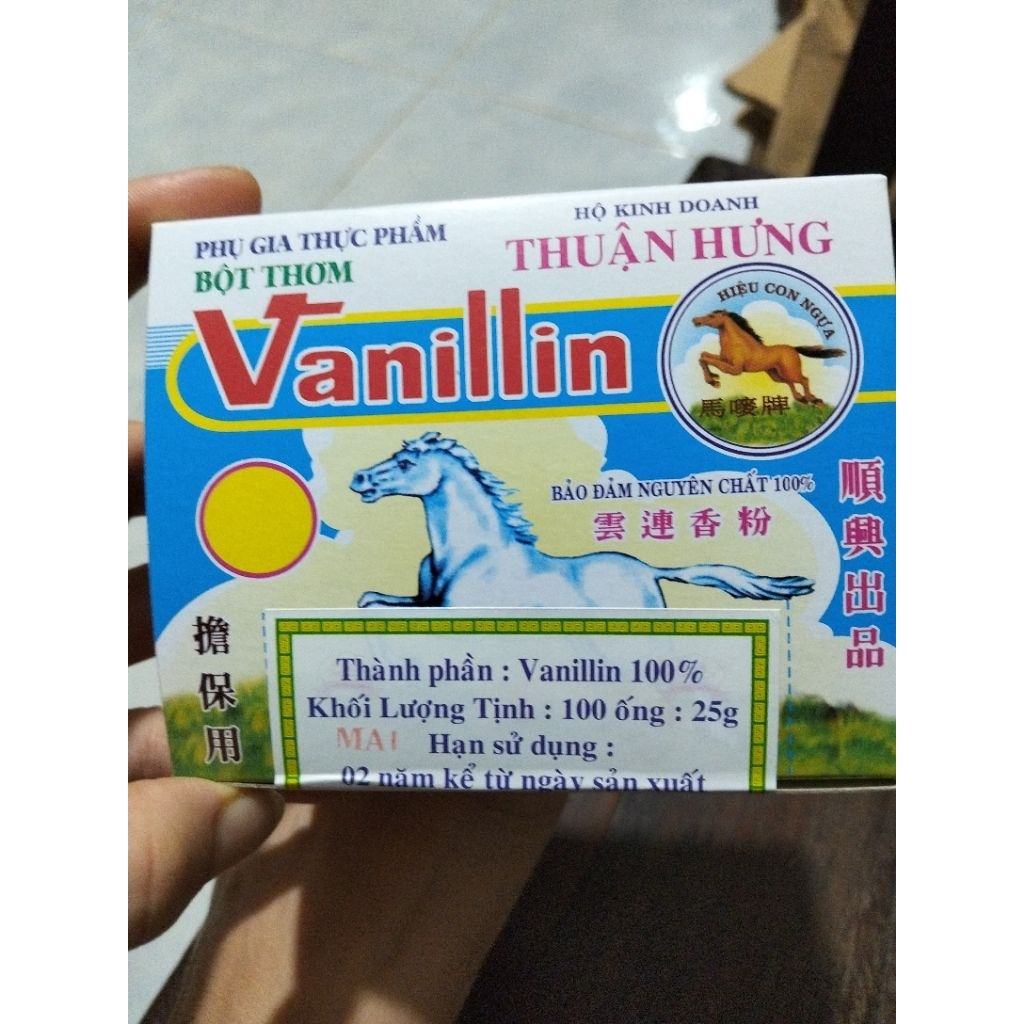 PHỤ GIA THỰC PHẨM
BỘT THƠM
Vanillin
HỘ KINH DOANH
THUẬN HƯNG
HIỆU CON NGỰA
馬嘜牌
BẢO ĐẢM NGUYÊN CHẤT 100%
雲連香粉
順興出品
擔保用
Thành phần : Vanillin 100%
Khối Lượng Tịnh : 100 ống : 25g
MAI
Hạn sử dụng :
02 năm kể từ ngày sản xuất